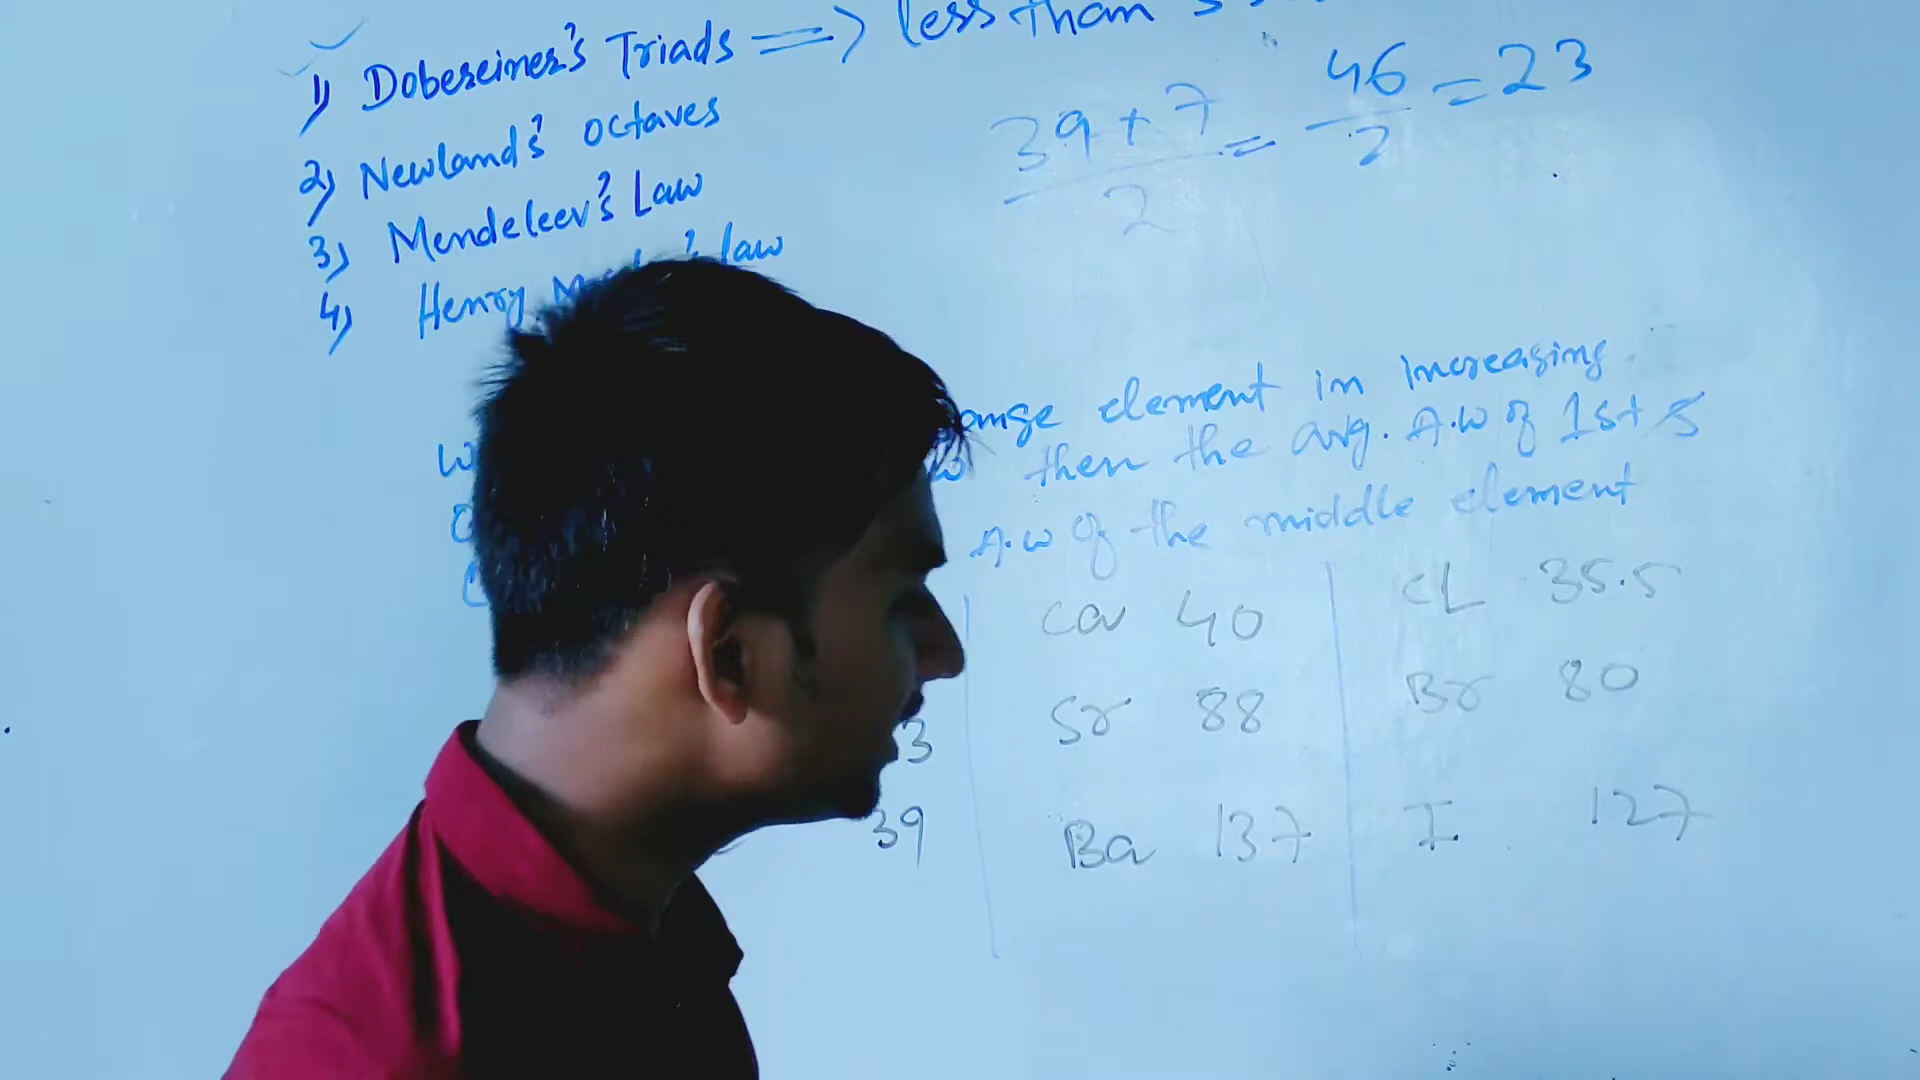 1) Dobereiner's Triads => less than
2) Newland's octaves
3) Mendeleev's Law
4) Henry law
39 + 7 / 2 = 46 / 2 = 23
element in increasing
then the avg. A.w of 1st
A.w of the middle element
Ca 40
Sr 88
Ba 137
CL 35.5
Br 80
I 127
3
39